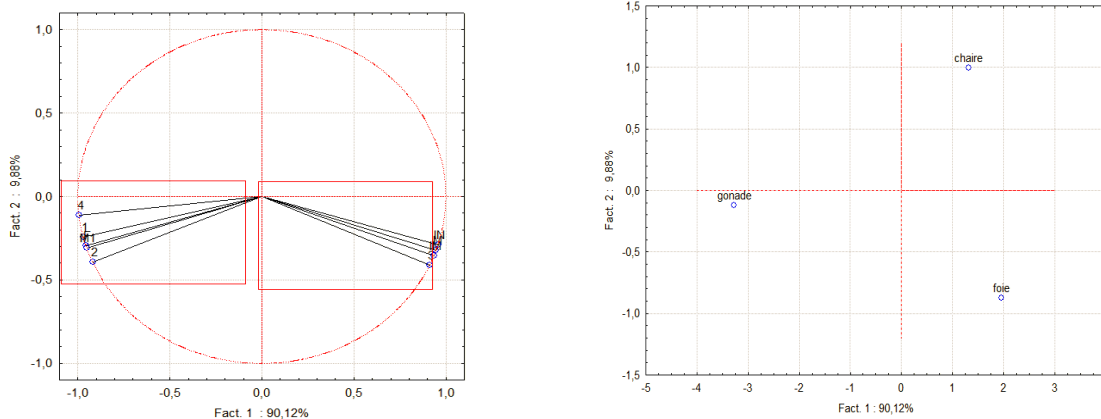 1,0
0,5
0,0
-0,5
-1,0
Fact. 2 : 9,88%
4
1
2
-1,0 -0,5 0,0 0,5 1,0
Fact. 1 : 90,12%
1,5
1,0
0,5
0,0
-0,5
-1,0
-1,5
Fact. 2 : 9,88%
chaire
gonade
foie
-5 -4 -3 -2 -1 0 1 2 3
Fact. 1 : 90,12%